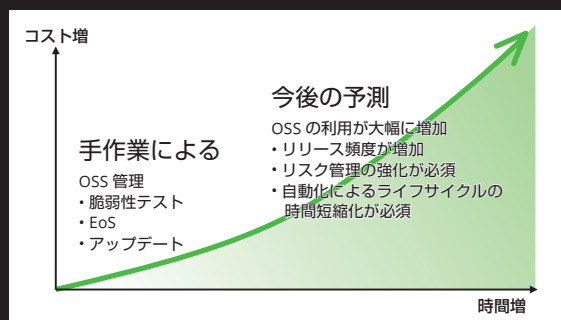 コスト増
手作業による
OSS 管理
・脆弱性テスト
・EoS
・アップデート
今後の予測
OSS の利用が大幅に増加
・リリース頻度が増加
・リスク管理の強化が必須
・自動化によるライフサイクルの
時間短縮化が必須
時間増